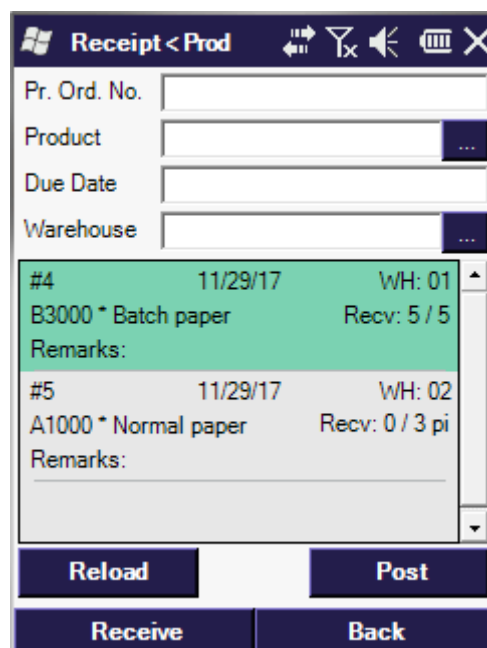 Receipt < Prod
Pr. Ord. No.
Product ...
Due Date
Warehouse ...
#4 11/29/17 WH: 01
B3000 * Batch paper Recv: 5 / 5
Remarks:
#5 11/29/17 WH: 02
A1000 * Normal paper Recv: 0 / 3 pi
Remarks:
Reload Post
Receive Back